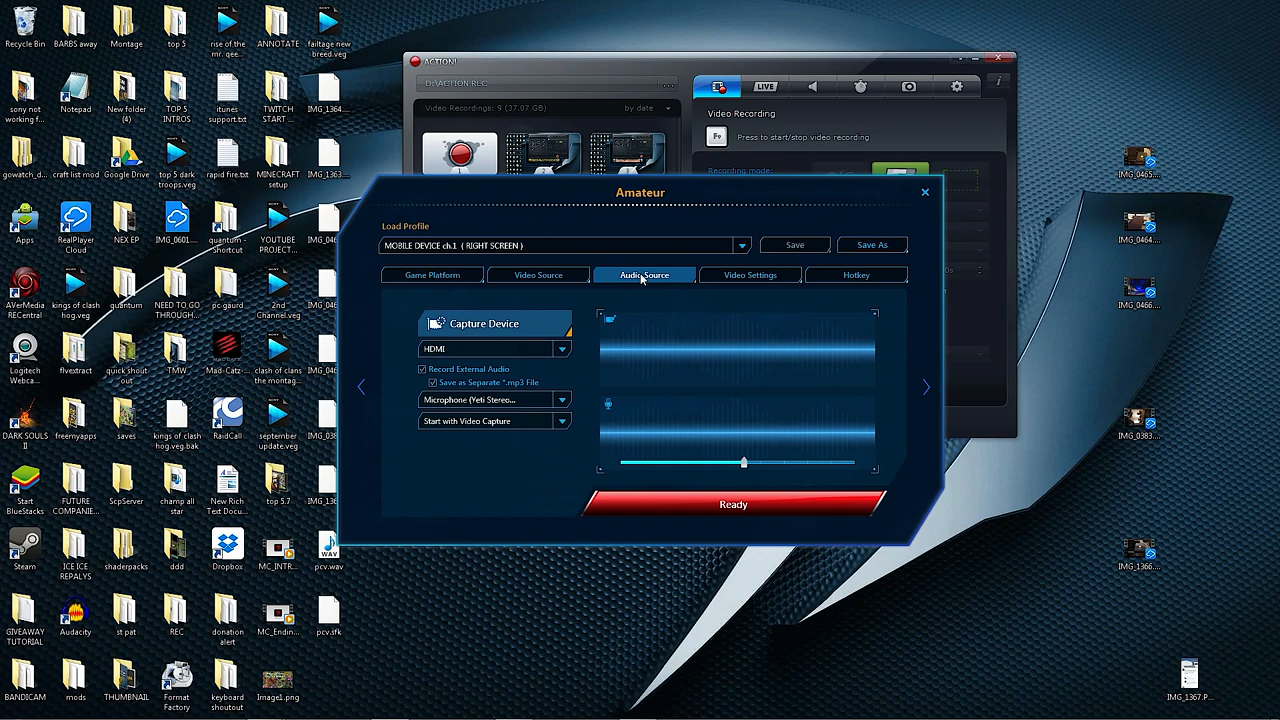 Recycle Bin
BARBS away
Montage
top 5
rise of the
mr. gee...
ANNOTATE
failtage new
breed.veg
sony not
working f...
Notepad
New folder
(4)
TOP 5
INTROS
itunes
support.txt
TWITCH
START ...
IMG_1364....
gowatch_d...
craft list mod
Google Drive
top 5 dark
troops.veg
rapid fire.txt
MINECRAFT
setup
IMG_1363....
Apps
RealPlayer
Cloud
NEX EP
IMG_0601...
quantum -
Shortcut
YOUTUBE
PROJECT...
IMG_046
AVerMedia
RECentral
kings of clash
hog.veg
quantum
NEED TO GO
THROUGH...
pc.gaurd
2nd
Channel.veg
IMG_046
Logitech
Webca...
flvextract
quick shout
out
TMW
Mad-Catz-...
clash of clans
the montag...
IMG_046
DARK SOULS
II
freemyapps
saves
kings of clash
hog.veg.bak
RaidCall
september
update.veg
IMG_038
Start
BlueStacks
FUTURE
COMPANIE...
ScpServer
champ all
star
New Rich
Text Docu...
top 5.7
IMG_136
Steam
ICE ICE
REPALYS
shaderpacks
ddd
Dropbox
MC_INTR...
pcv.wav
WAV
GIVEAWAY
TUTORIAL
Audacity
st pat
REC
donation
alert
MC_Endin...
pcv.sfk
BANDICAM
mods
THUMBNAIL
Format
Factory
keyboard
shoutout
Image1.png
ACTION!
D:\ACTION REC
...
Video Recordings: 9 (37.07 GB)
by date
1
2
LIVE
i
Video Recording
F9
Press to start/stop video recording
Recording mode:
Amateur
Load Profile
MOBILE DEVICE ch.1 ( RIGHT SCREEN )
Save
Save As
Game Platform
Video Source
Audio Source
Video Settings
Hotkey
Capture Device
HDMI
Record External Audio
Save as Separate *.mp3 File
Microphone (Yeti Stereo...
Start with Video Capture
Ready
IMG_0465....
IMG_0464....
IMG_0466....
IMG_0383....
IMG_1366....
IMG_1367.P...